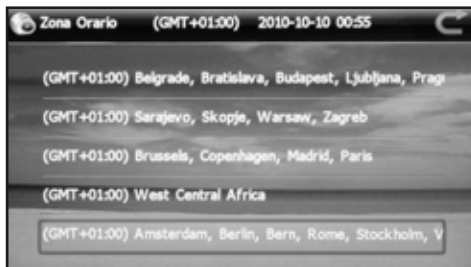 Zona Orario (GMT+01:00) 2010-10-10 00:55
(GMT+01:00) Belgrade, Bratislava, Budapest, Ljubljana, Pragu
(GMT+01:00) Sarajevo, Skopje, Warsaw, Zagreb
(GMT+01:00) Brussels, Copenhagen, Madrid, Paris
(GMT+01:00) West Central Africa
(GMT+01:00) Amsterdam, Berlin, Bern, Rome, Stockholm, V